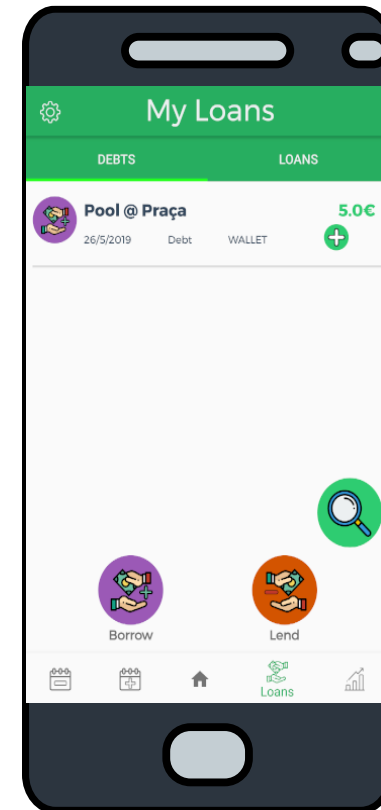 My Loans
DEBTS LOANS
Pool @ Praça 5.0€
26/5/2019 Debt WALLET
Borrow Lend
Loans